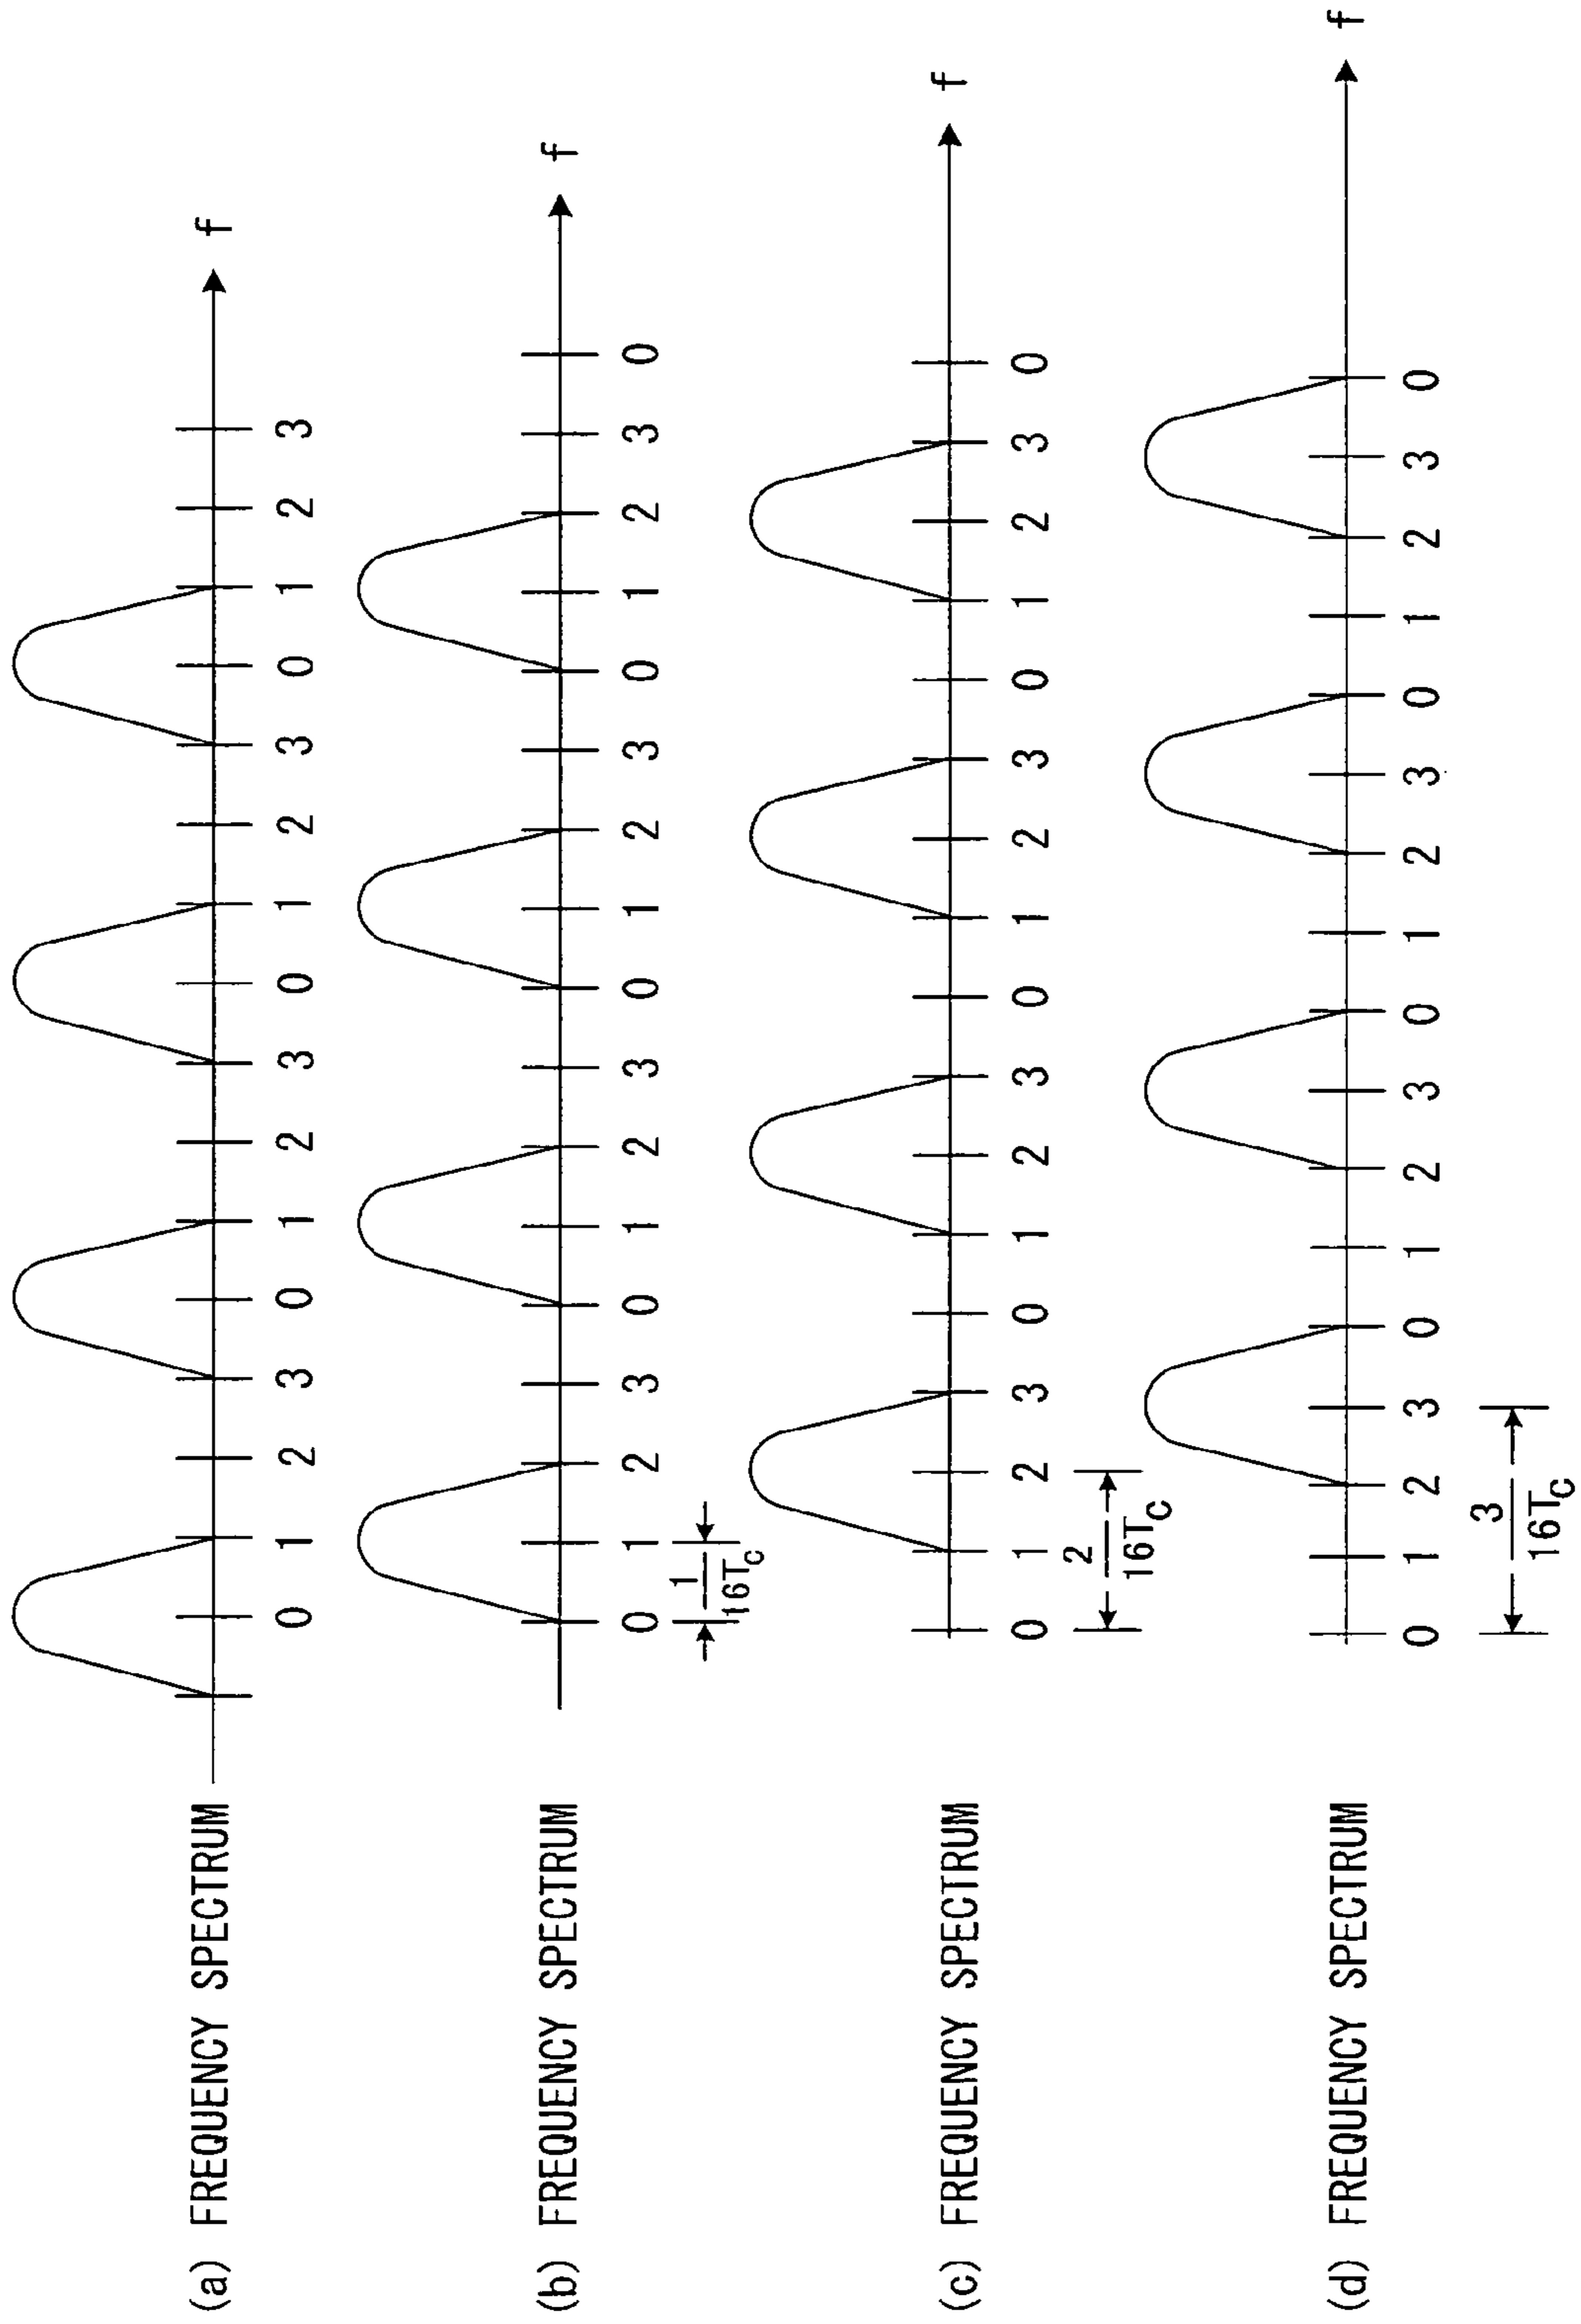 (a) FREQUENCY SPECTRUM
f
0 1 2 3 0 1 2 3 0 1 2 3 0 1 2 3
(b) FREQUENCY SPECTRUM
f
0 1 2 3 0 1 2 3 0 1 2 3 0 1 2 3 0
1
16Tc
(c) FREQUENCY SPECTRUM
f
0 1 2 3 0 1 2 3 0 1 2 3 0 1 2 3 0
2
16Tc
(d) FREQUENCY SPECTRUM
f
0 1 2 3 0 1 2 3 0 1 2 3 0 1 2 3 0
3
16Tc